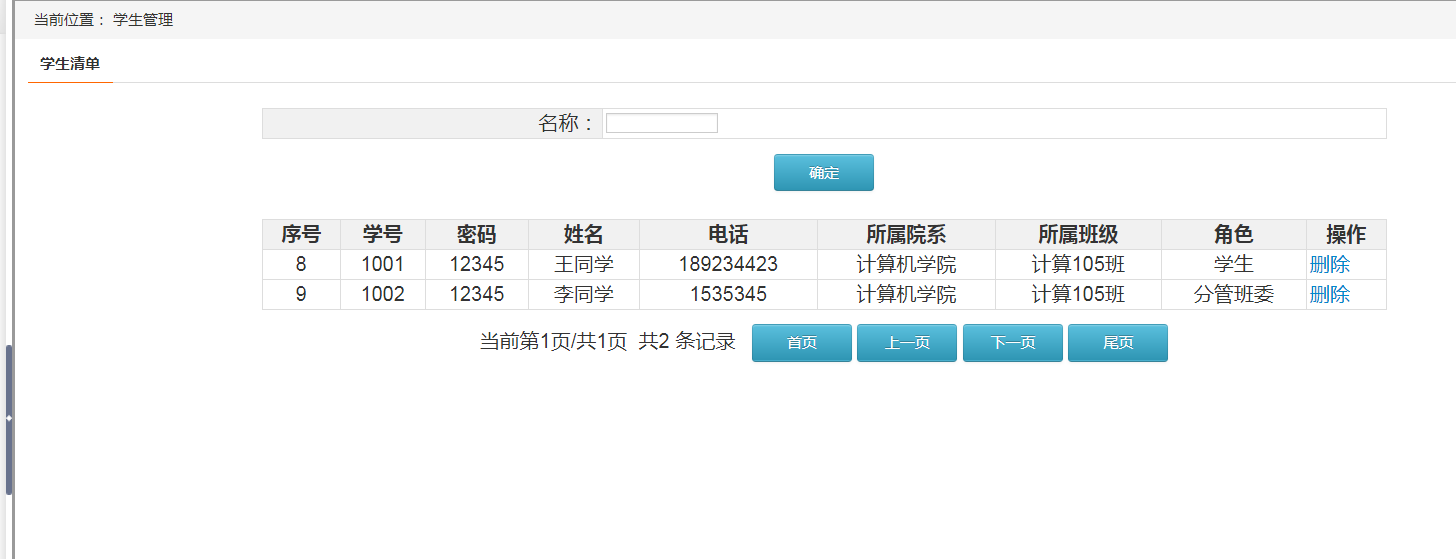 当前位置： 学生管理
学生清单
名称：
确定
序号 学号 密码 姓名 电话 所属院系 所属班级 角色 操作
8 1001 12345 王同学 189234423 计算机学院 计算105班 学生 删除
9 1002 12345 李同学 1535345 计算机学院 计算105班 分管班委 删除
当前第1页/共1页 共2 条记录 首页 上一页 下一页 尾页